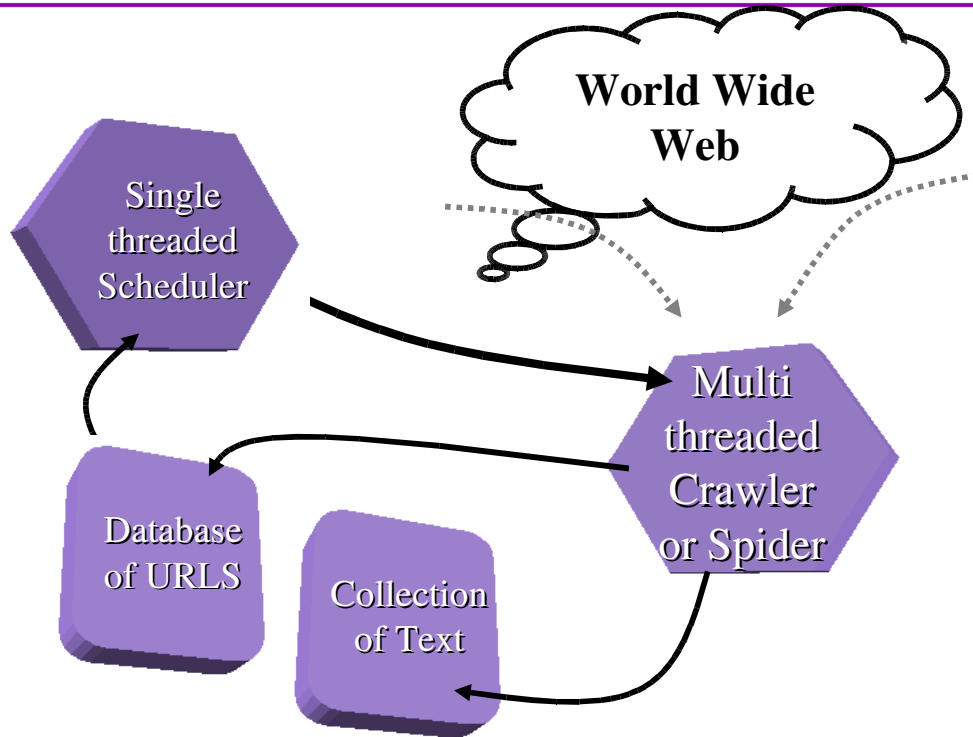 World Wide
Web
Single
threaded
Scheduler
Multi
threaded
Crawler
or Spider
Database
of URLS
Collection
of Text